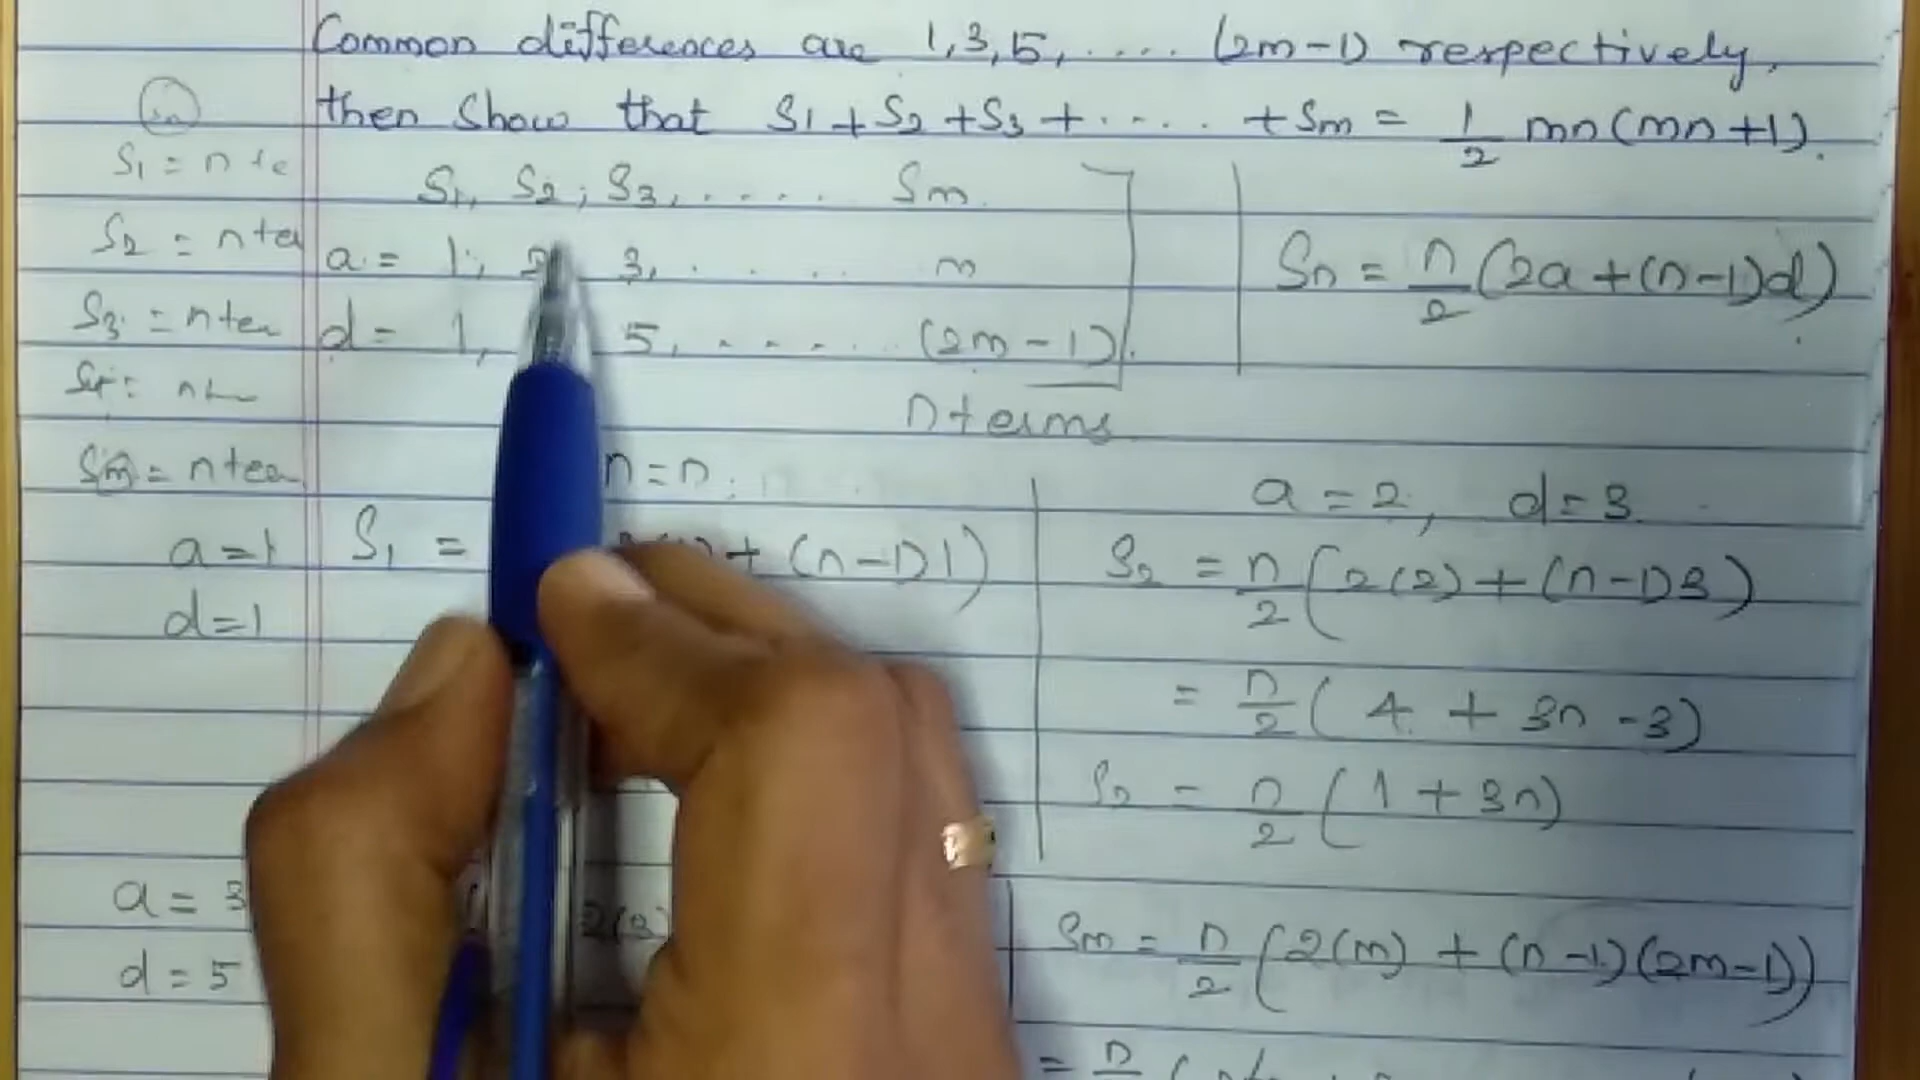 Common differences are 1,3,5, .... (2m-1) respectively,
then show that S1+S2+S3+..... +Sm = 1/2 mn(mn+1).
S1 = n te
S1, S2, S3, ..... Sm
S2 = n ter
a = 1, 2, 3, ..... m
Sn = n/2 (2a+(n-1)d)
S3 = n ter
d = 1, 5, ...... (2m-1)
n terms
Sm = n ter
n=n
a = 2, d=3
a=1
S1 = + (n-1)1)
S2 = n/2 (2(2)+(n-1)3)
d=1
= n/2 ( 4 + 3n -3)
S2 = n/2 ( 1 + 3n)
a = 3
Sm = n/2 (2(m) + (n-1)(2m-1))
d = 5
= n